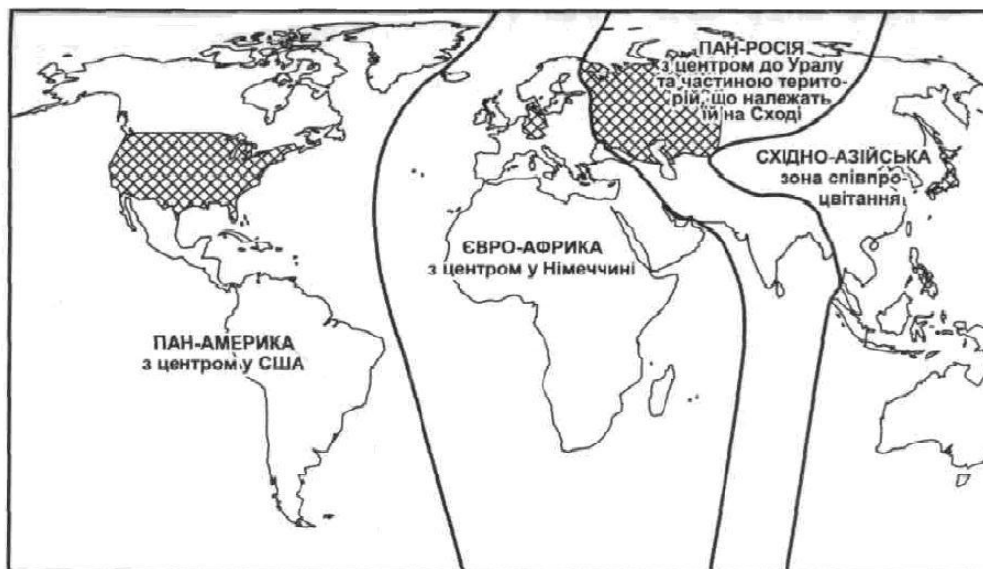 ПАН-РОСІЯ
з центром до Уралу
та частиною терито-
рій, що належать
їй на Сході
СХІДНО-АЗІЙСЬКА
зона співпро-
цвітання
ЄВРО-АФРИКА
з центром у Німеччині
ПАН-АМЕРИКА
з центром у США